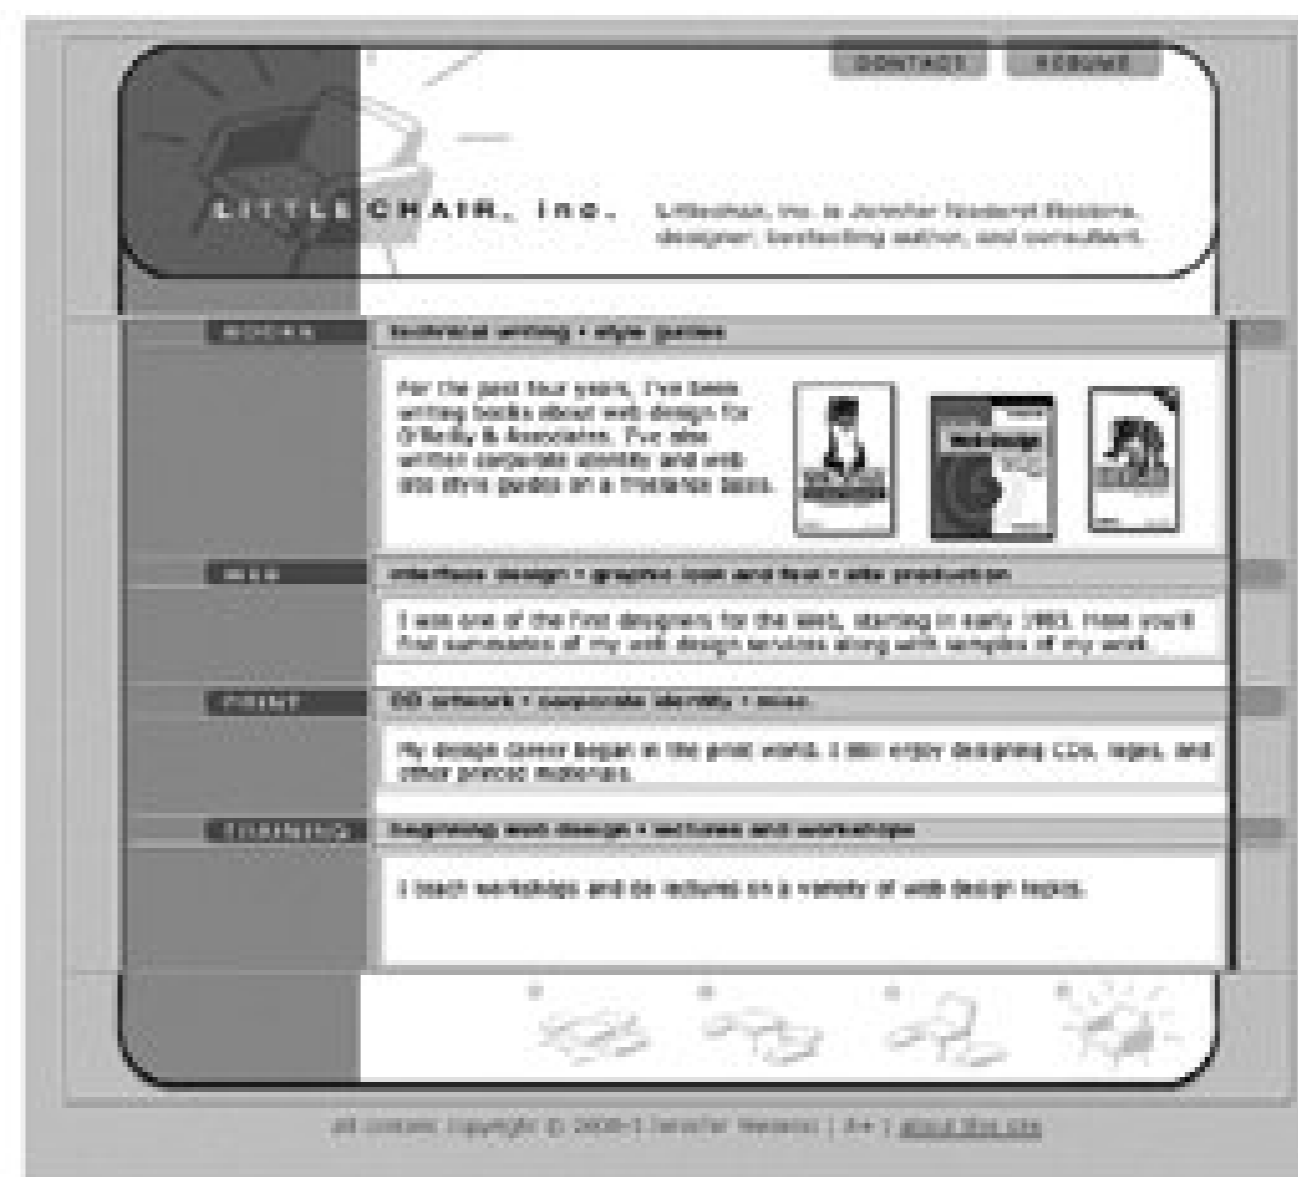 CONTACT RESUME
LITTLE CHAIR, inc.
Littlechair, Inc. is Jennifer Niederst Robbins,
designer, bestselling author, and consultant.
BOOKS technical writing • style guides
For the past four years, I've been
writing books about web design for
O'Reilly & Associates. I've also
written corporate identity and web
site style guides on a freelance basis.
Web Design
WEB interface design • graphic look and feel • site production
I was one of the first designers for the Web, starting in early 1993. Here you'll
find summaries of my web design services along with samples of my work.
PRINT CD artwork • corporate identity • misc.
My design career began in the print world. I still enjoy designing CDs, logos, and
other printed materials.
TRAINING beginning web design • lectures and workshops
I teach workshops and do lectures on a variety of web design topics.
all contents copyright © Jennifer Niederst | | about this site